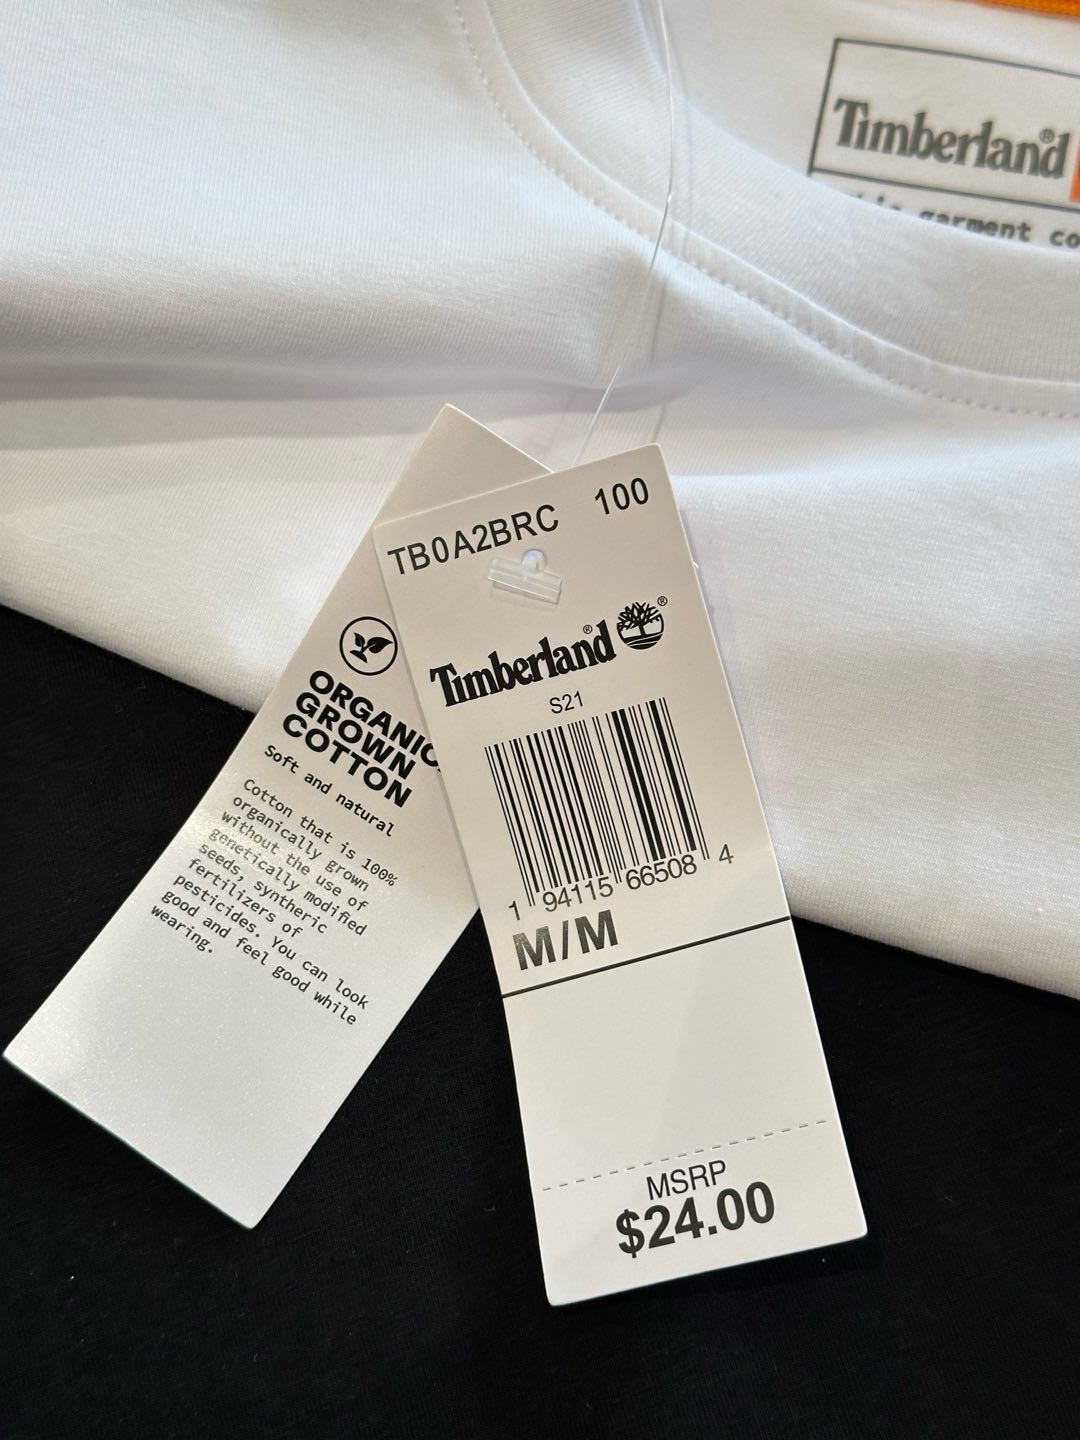 Timberland®
garment co
TB0A2BRC 100
Timberland® ®
S21
1 94115 66508 4
M/M
MSRP
$24.00
ORGANIC
GROWN
COTTON
Soft and natural
Cotton that is 100%
organically grown
without the use of
genetically modified
seeds, syntheric
fertilizers of
pesticides. You can look
good and feel good while
wearing.